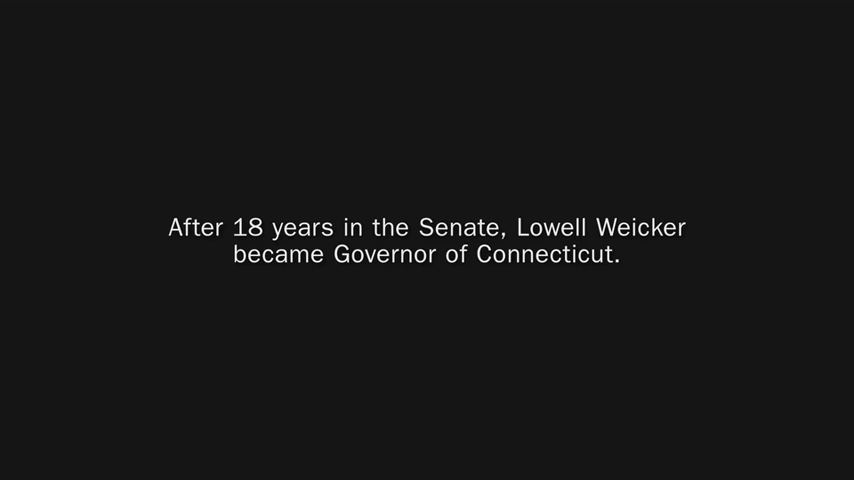 After 18 years in the Senate, Lowell Weicker
became Governor of Connecticut.